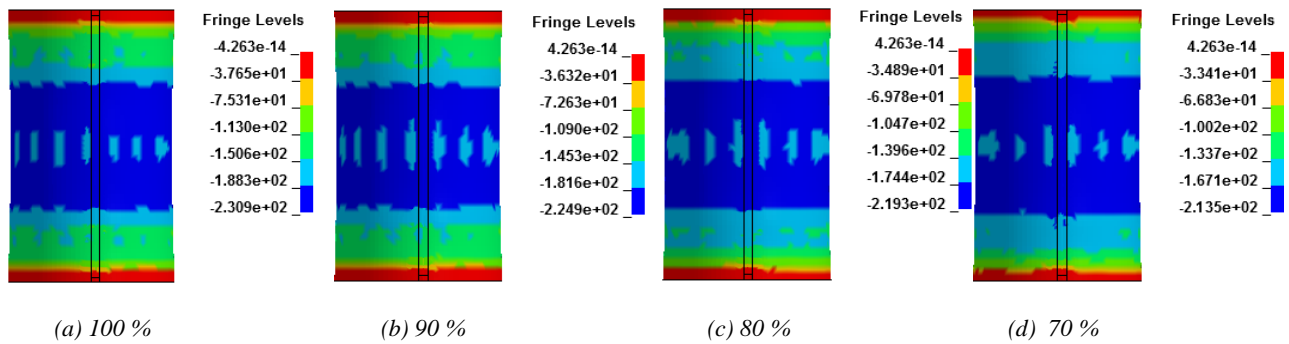 Fringe Levels
-4.263e-14
-3.765e+01
-7.531e+01
-1.130e+02
-1.506e+02
-1.883e+02
-2.309e+02
Fringe Levels
4.263e-14
-3.632e+01
-7.263e+01
-1.090e+02
-1.453e+02
-1.816e+02
-2.249e+02
Fringe Levels
4.263e-14
-3.489e+01
-6.978e+01
-1.047e+02
-1.396e+02
-1.744e+02
-2.193e+02
Fringe Levels
4.263e-14
-3.341e+01
-6.683e+01
-1.002e+02
-1.337e+02
-1.671e+02
-2.135e+02
(a) 100 %
(b) 90 %
(c) 80 %
(d) 70 %